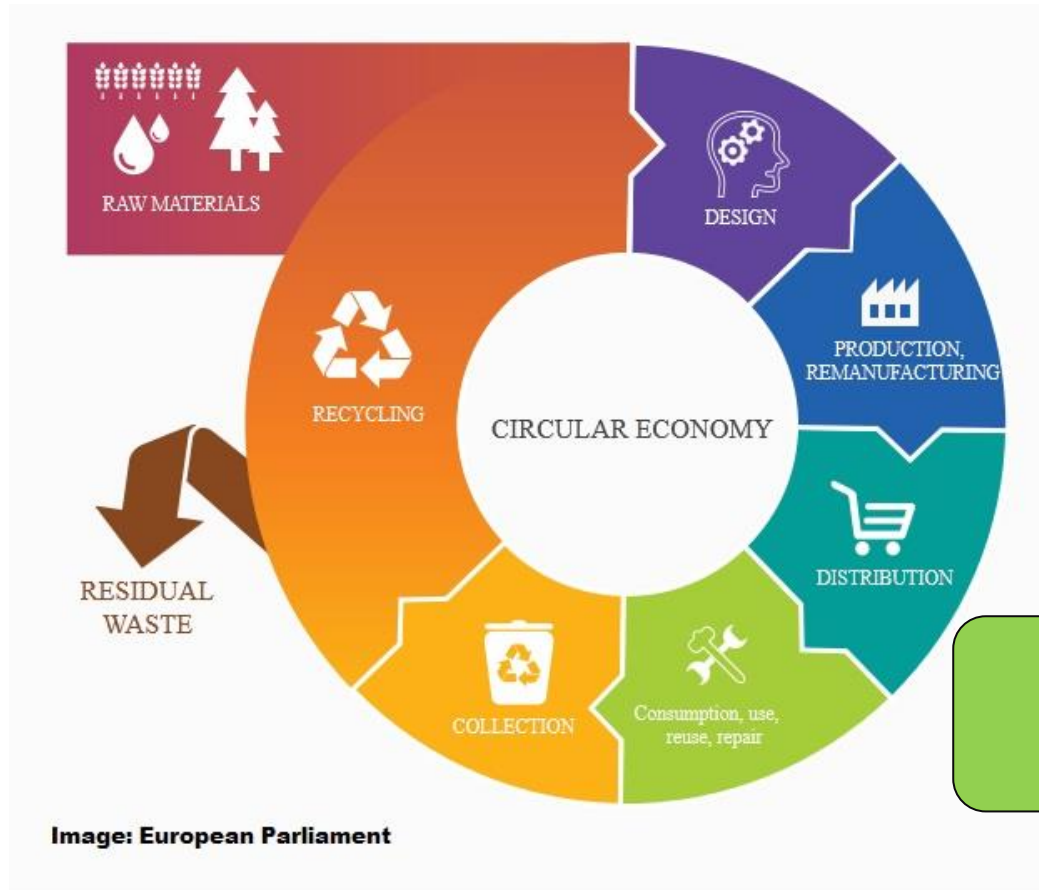 RAW MATERIALS
DESIGN
PRODUCTION,
REMANUFACTURING
RECYCLING
CIRCULAR ECONOMY
DISTRIBUTION
RESIDUAL
WASTE
COLLECTION
Consumption, use,
reuse, repair
Image: European Parliament